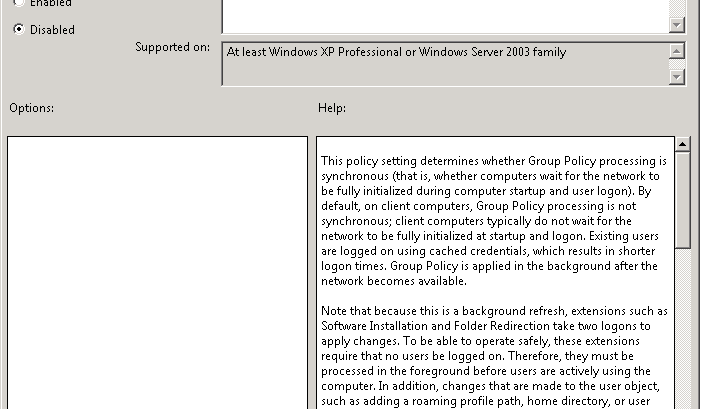 Enabled
Disabled
Supported on:
At least Windows XP Professional or Windows Server 2003 family
Options:
Help:
This policy setting determines whether Group Policy processing is
synchronous (that is, whether computers wait for the network to
be fully initialized during computer startup and user logon). By
default, on client computers, Group Policy processing is not
synchronous; client computers typically do not wait for the
network to be fully initialized at startup and logon. Existing users
are logged on using cached credentials, which results in shorter
logon times. Group Policy is applied in the background after the
network becomes available.
Note that because this is a background refresh, extensions such as
Software Installation and Folder Redirection take two logons to
apply changes. To be able to operate safely, these extensions
require that no users be logged on. Therefore, they must be
processed in the foreground before users are actively using the
computer. In addition, changes that are made to the user object,
such as adding a roaming profile path, home directory, or user